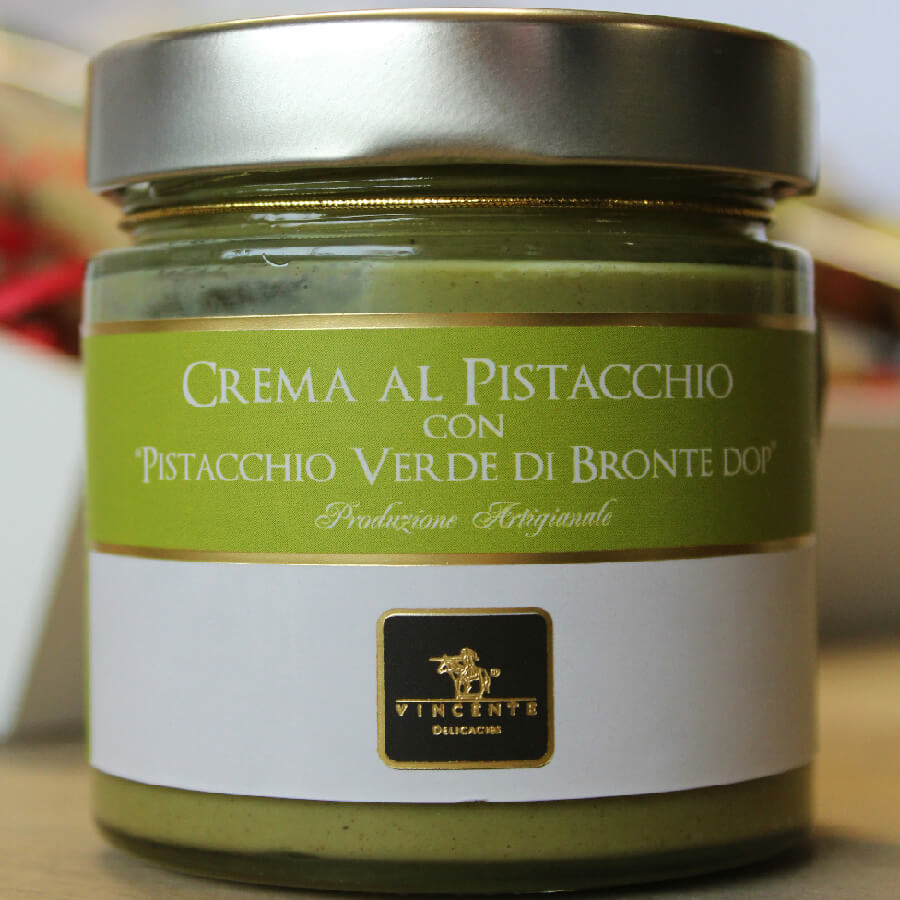 CREMA AL PISTACCHIO
CON
"PISTACCHIO VERDE DI BRONTE DOP"
Produzione Artigianale
VINCENTE
DELICACIES